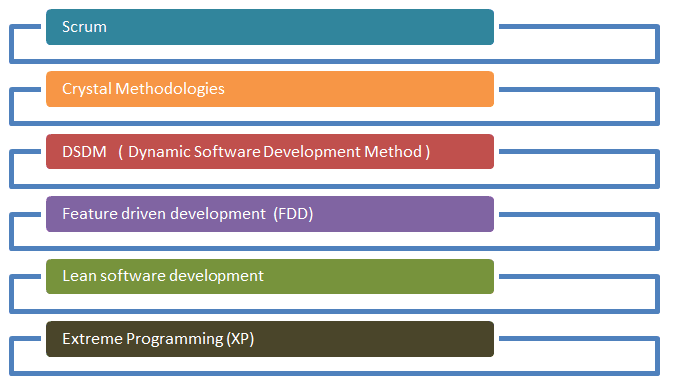 Scrum
Crystal Methodologies
DSDM ( Dynamic Software Development Method )
Feature driven development (FDD)
Lean software development
Extreme Programming (XP)